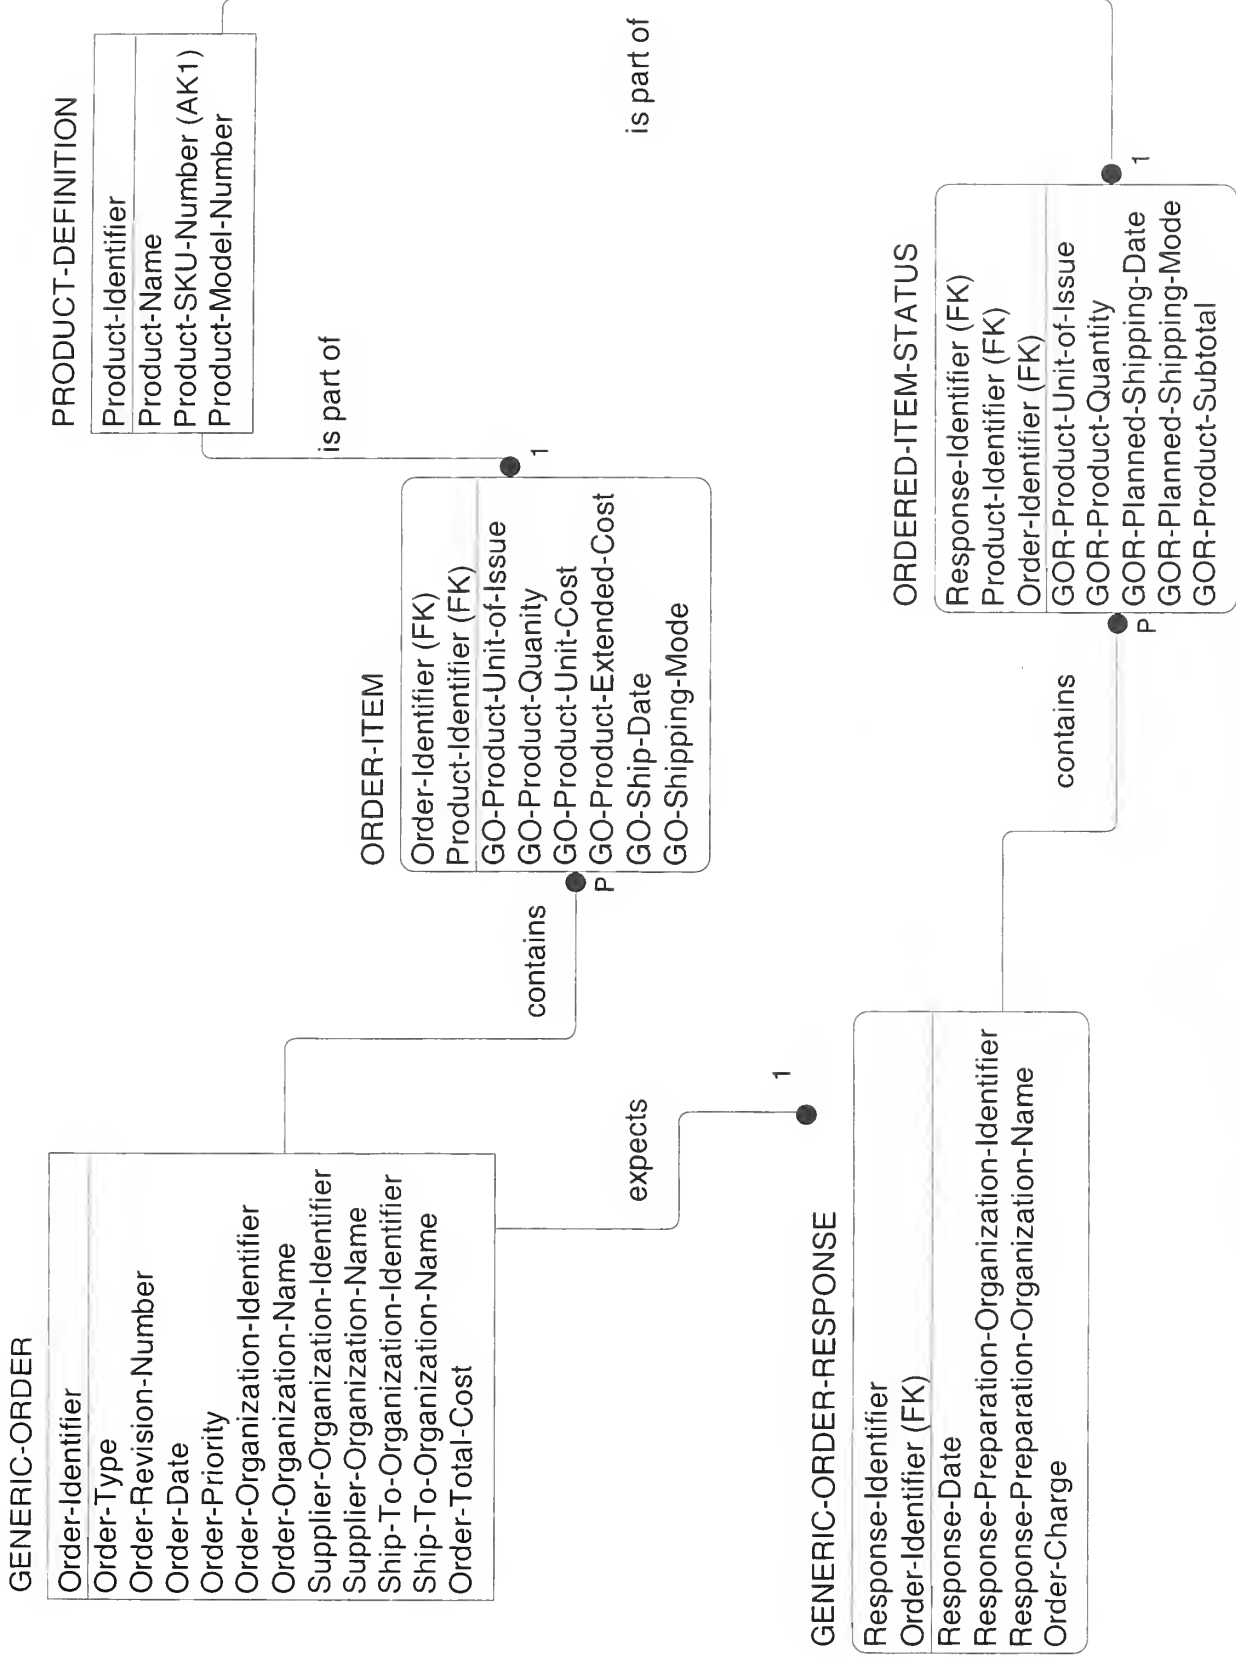 GENERIC-ORDER
Order-Identifier
Order-Type
Order-Revision-Number
Order-Date
Order-Priority
Order-Organization-Identifier
Order-Organization-Name
Supplier-Organization-Identifier
Supplier-Organization-Name
Ship-To-Organization-Identifier
Ship-To-Organization-Name
Order-Total-Cost
contains
P
ORDER-ITEM
Order-Identifier (FK)
Product-Identifier (FK)
GO-Product-Unit-of-Issue
GO-Product-Quanity
GO-Product-Unit-Cost
GO-Product-Extended-Cost
GO-Ship-Date
GO-Shipping-Mode
1
is part of
PRODUCT-DEFINITION
Product-Identifier
Product-Name
Product-SKU-Number (AK1)
Product-Model-Number
is part of
expects
1
GENERIC-ORDER-RESPONSE
Response-Identifier
Order-Identifier (FK)
Response-Date
Response-Preparation-Organization-Identifier
Response-Preparation-Organization-Name
Order-Charge
contains
P
ORDERED-ITEM-STATUS
Response-Identifier (FK)
Product-Identifier (FK)
Order-Identifier (FK)
GOR-Product-Unit-of-Issue
GOR-Product-Quantity
GOR-Planned-Shipping-Date
GOR-Planned-Shipping-Mode
GOR-Product-Subtotal
1